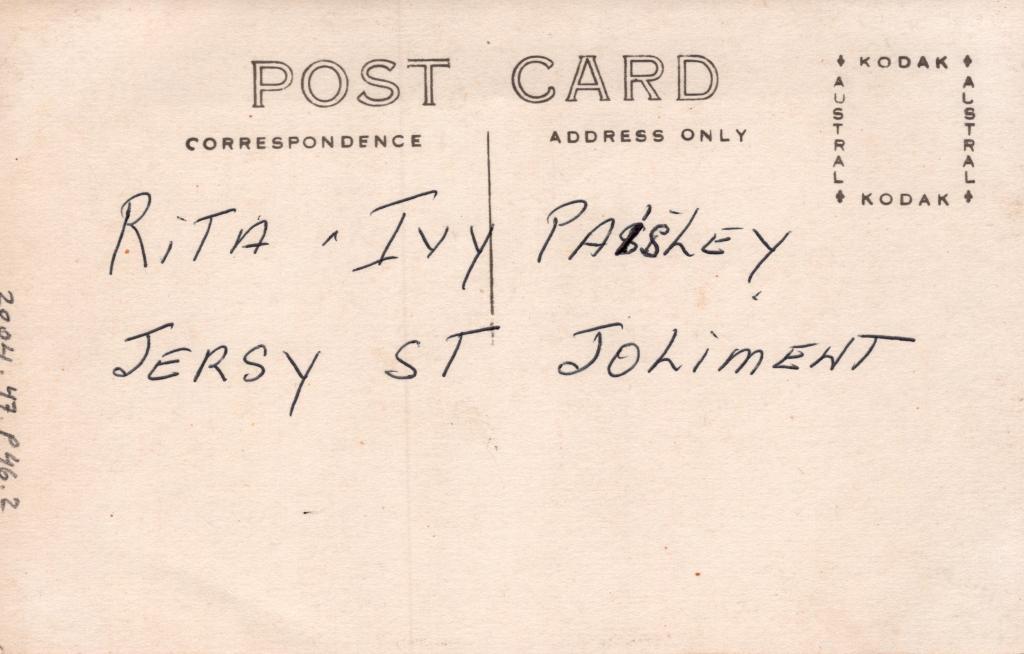 POST CARD
CORRESPONDENCE
ADDRESS ONLY
KODAK
AUSTRAL
AUSTRAL
KODAK
RiTA IVY PAISLEY
JERSY ST JOLiMENT
2004.47.P46.2